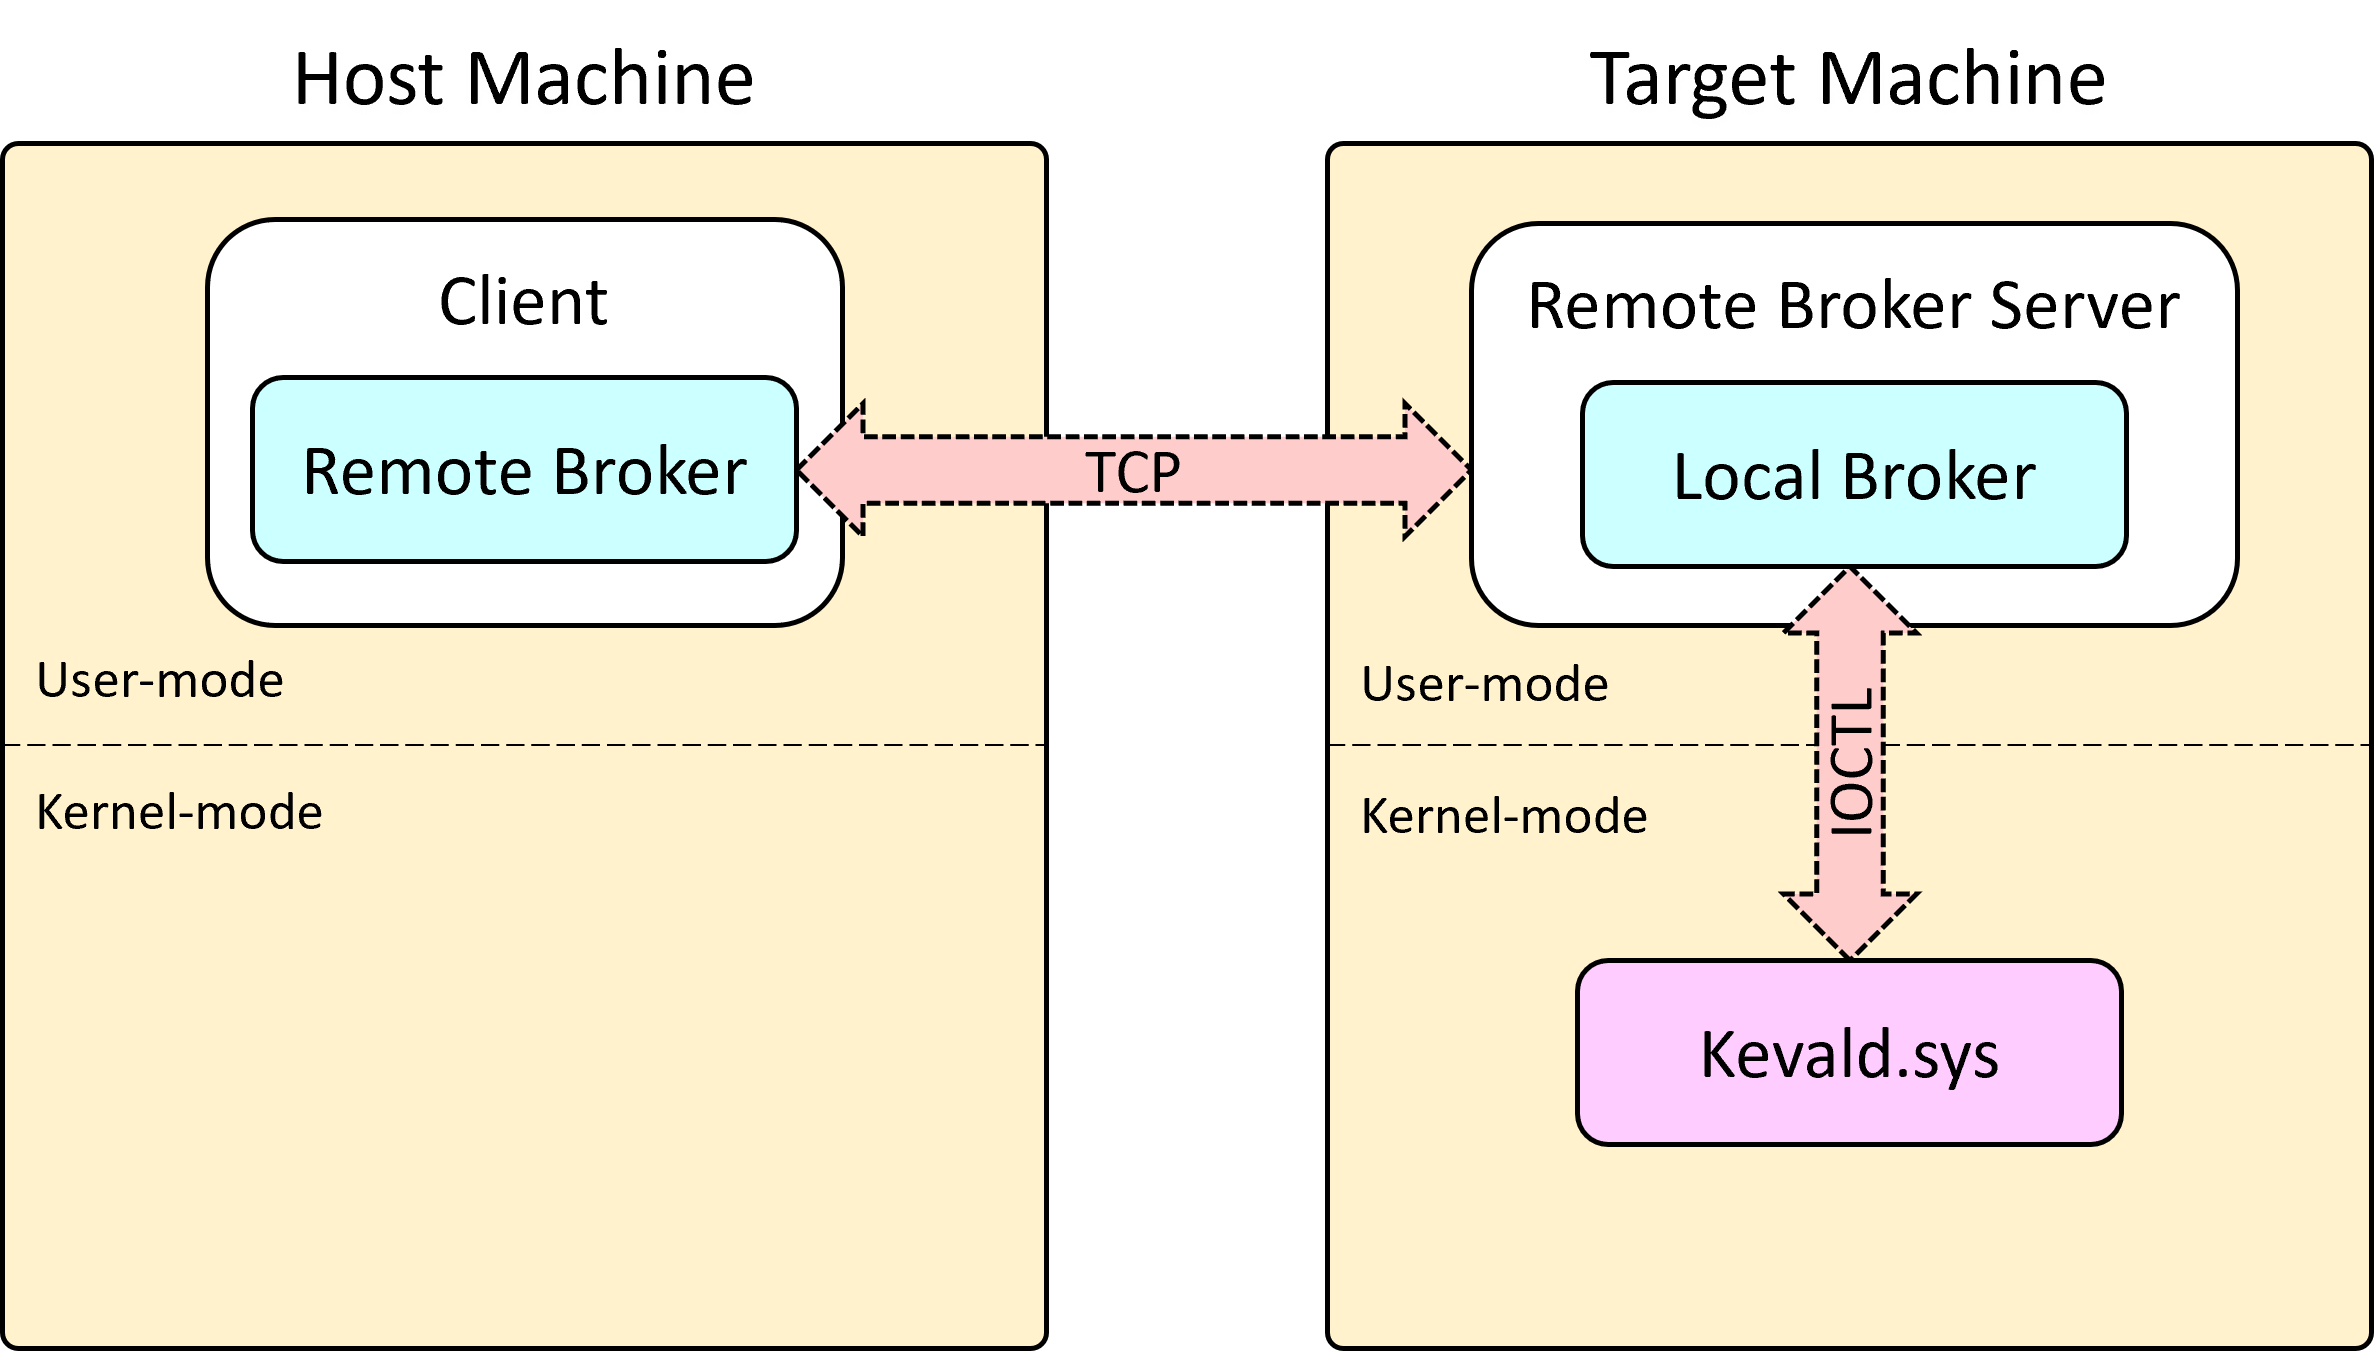 Host Machine
Client
Remote Broker
User-mode
Kernel-mode
TCP
Target Machine
Remote Broker Server
Local Broker
User-mode
Kernel-mode
IOCTL
Kevald.sys